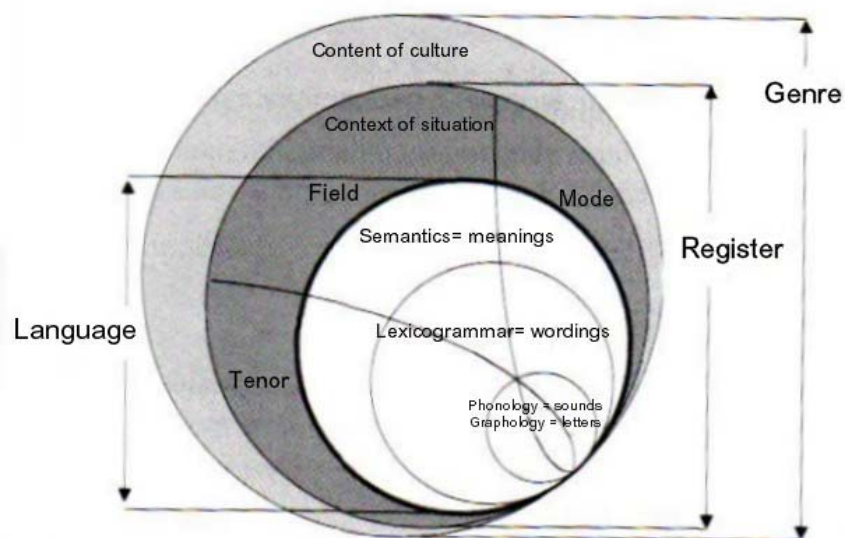 Content of culture
Genre
Context of situation
Field
Mode
Semantics= meanings
Register
Language
Lexicogrammar= wordings
Tenor
Phonology = sounds
Graphology = letters